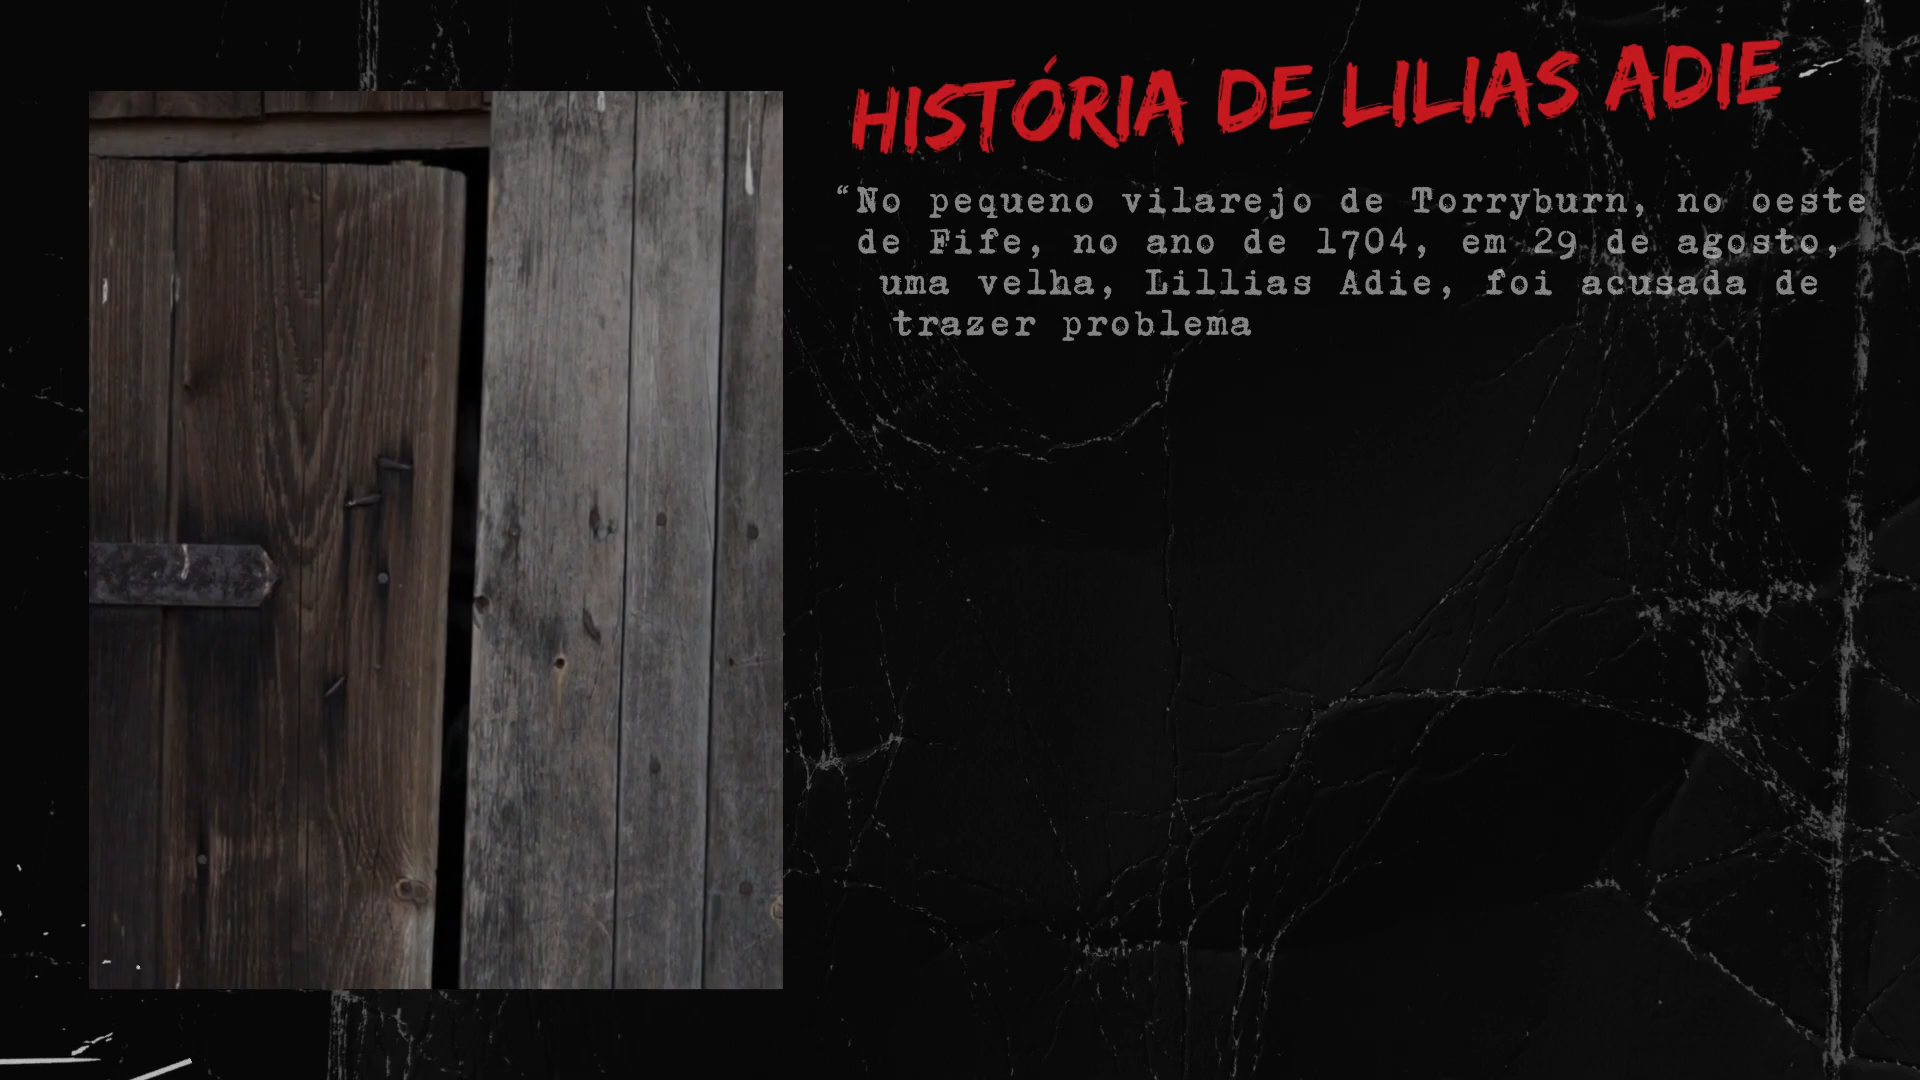 HISTÓRIA DE LILIAS ADIE
“No pequeno vilarejo de Torryburn, no oeste
de Fife, no ano de 1704, em 29 de agosto,
uma velha, Lillias Adie, foi acusada de
trazer problema